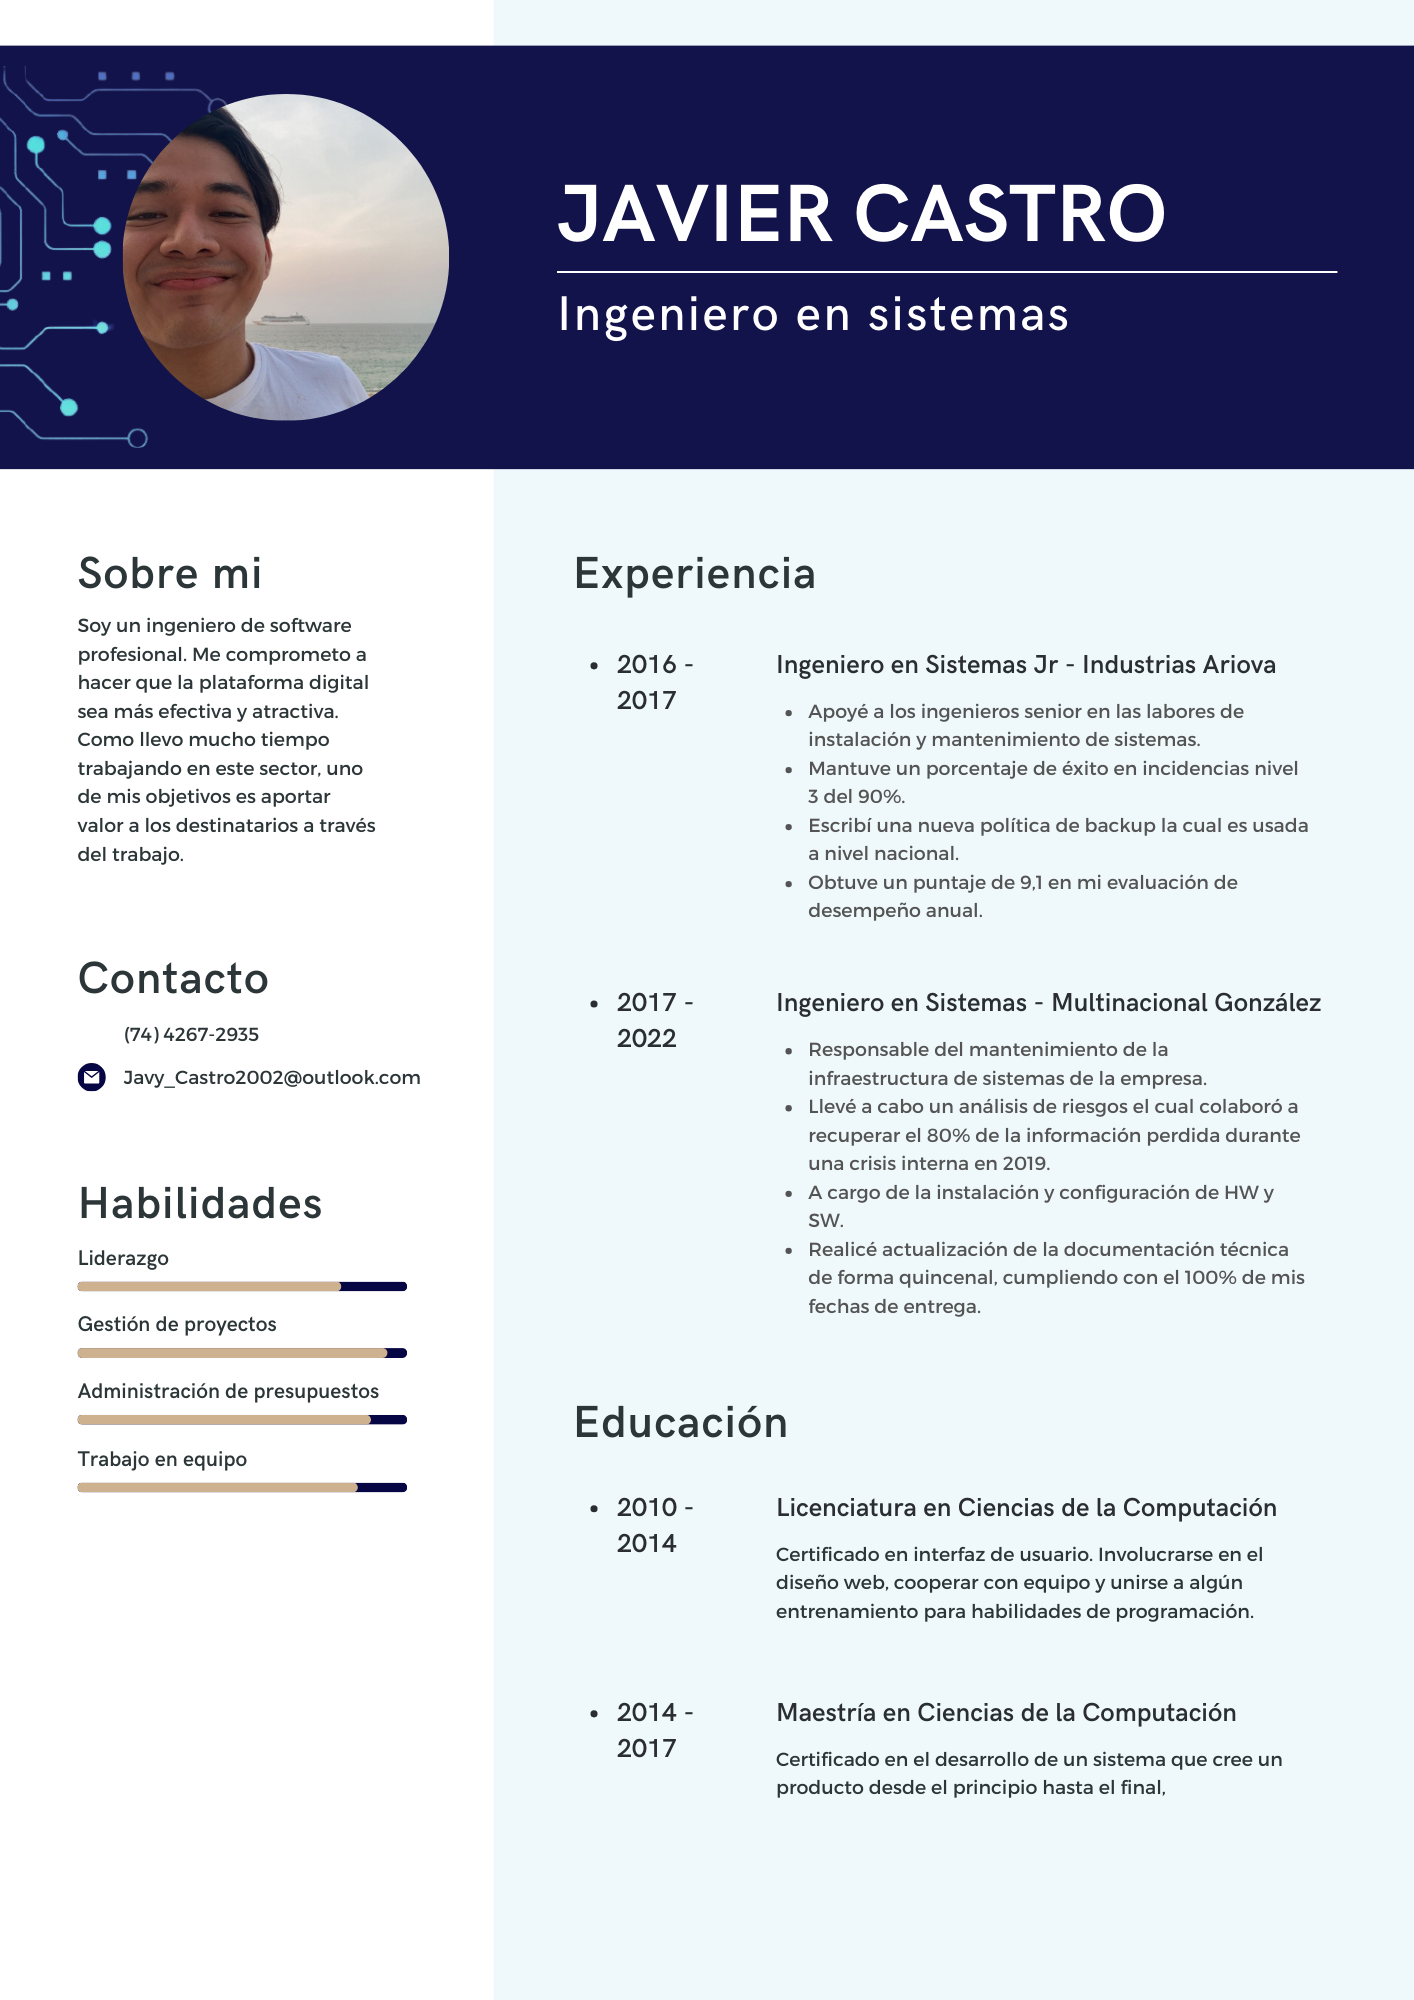 JAVIER CASTRO
Ingeniero en sistemas
Sobre mi
Soy un ingeniero de software
profesional. Me comprometo a
hacer que la plataforma digital
sea más efectiva y atractiva.
Como llevo mucho tiempo
trabajando en este sector, uno
de mis objetivos es aportar
valor a los destinatarios a través
del trabajo.
Contacto
(74) 4267-2935
Javy_Castro2002@outlook.com
Habilidades
Liderazgo
Gestión de proyectos
Administración de presupuestos
Trabajo en equipo
Experiencia
• 2016 -
2017
Ingeniero en Sistemas Jr - Industrias Ariova
• Apoyé a los ingenieros senior en las labores de
instalación y mantenimiento de sistemas.
• Mantuve un porcentaje de éxito en incidencias nivel
3 del 90%.
• Escribí una nueva política de backup la cual es usada
a nivel nacional.
• Obtuve un puntaje de 9,1 en mi evaluación de
desempeño anual.
• 2017 -
2022
Ingeniero en Sistemas - Multinacional González
• Responsable del mantenimiento de la
infraestructura de sistemas de la empresa.
• Llevé a cabo un análisis de riesgos el cual colaboró a
recuperar el 80% de la información perdida durante
una crisis interna en 2019.
• A cargo de la instalación y configuración de HW y
SW.
• Realicé actualización de la documentación técnica
de forma quincenal, cumpliendo con el 100% de mis
fechas de entrega.
Educación
• 2010 -
2014
Licenciatura en Ciencias de la Computación
Certificado en interfaz de usuario. Involucrarse en el
diseño web, cooperar con equipo y unirse a algún
entrenamiento para habilidades de programación.
• 2014 -
2017
Maestría en Ciencias de la Computación
Certificado en el desarrollo de un sistema que cree un
producto desde el principio hasta el final,